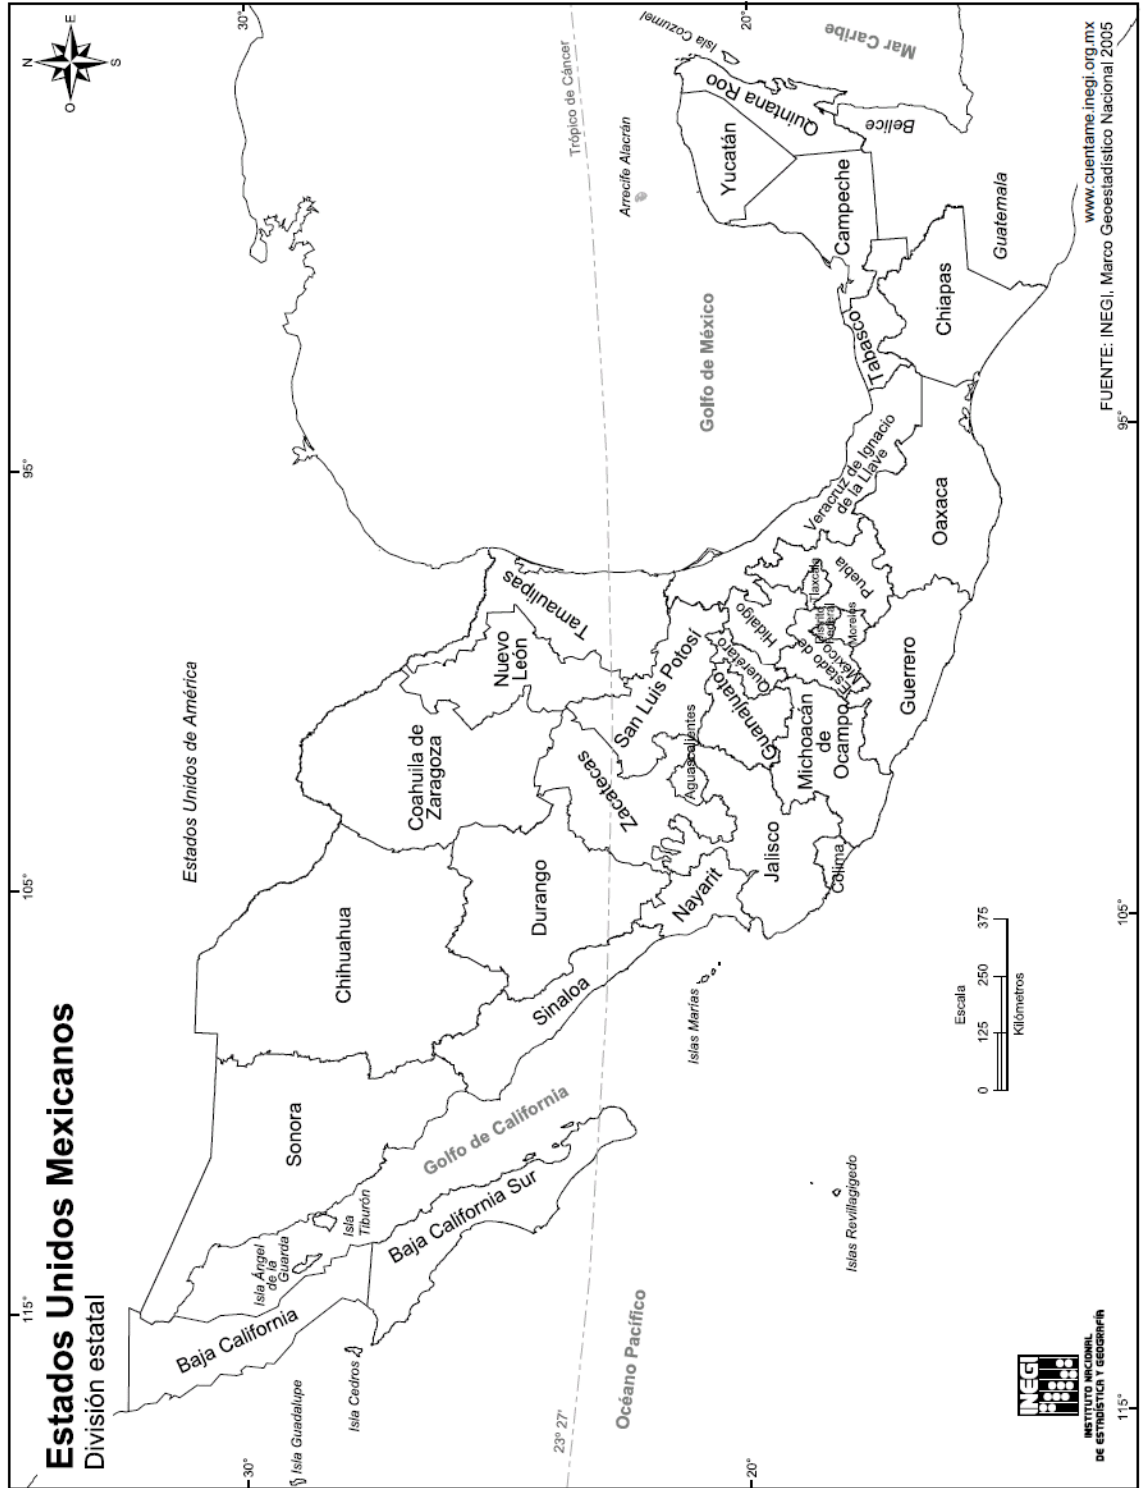 Estados Unidos Mexicanos
División estatal
N
E
S
O
115°
105°
95°
30°
30°
20°
20°
Estados Unidos de América
Baja California
Baja California Sur
Sonora
Chihuahua
Coahuila de
Zaragoza
Nuevo
León
Tamaulipas
Sinaloa
Durango
Zacatecas
San Luis Potosí
Nayarit
Aguascalientes
Jalisco
Guanajuato
Querétaro
Hidalgo
Colima
Michoacán
de
Ocampo
Estado de
México
Distrito
Federal
Morelos
Tlaxcala
Puebla
Veracruz de Ignacio
de la Llave
Guerrero
Oaxaca
Tabasco
Chiapas
Campeche
Yucatán
Quintana Roo
Belice
Guatemala
Isla Guadalupe
Isla Cedros
Isla Ángel
de la
Guarda
Isla
Tiburón
Golfo de California
Islas Marías
Islas Revillagigedo
Océano Pacífico
Golfo de México
Arrecife Alacrán
Trópico de Cáncer
23° 27'
Isla Cozumel
Mar Caribe
Escala
0 125 250 375
Kilómetros
INEGI
INSTITUTO NACIONAL
DE ESTADÍSTICA Y GEOGRAFÍA
115°
105°
95°
www.cuentame.inegi.org.mx
FUENTE: INEGI, Marco Geoestadístico Nacional 2005